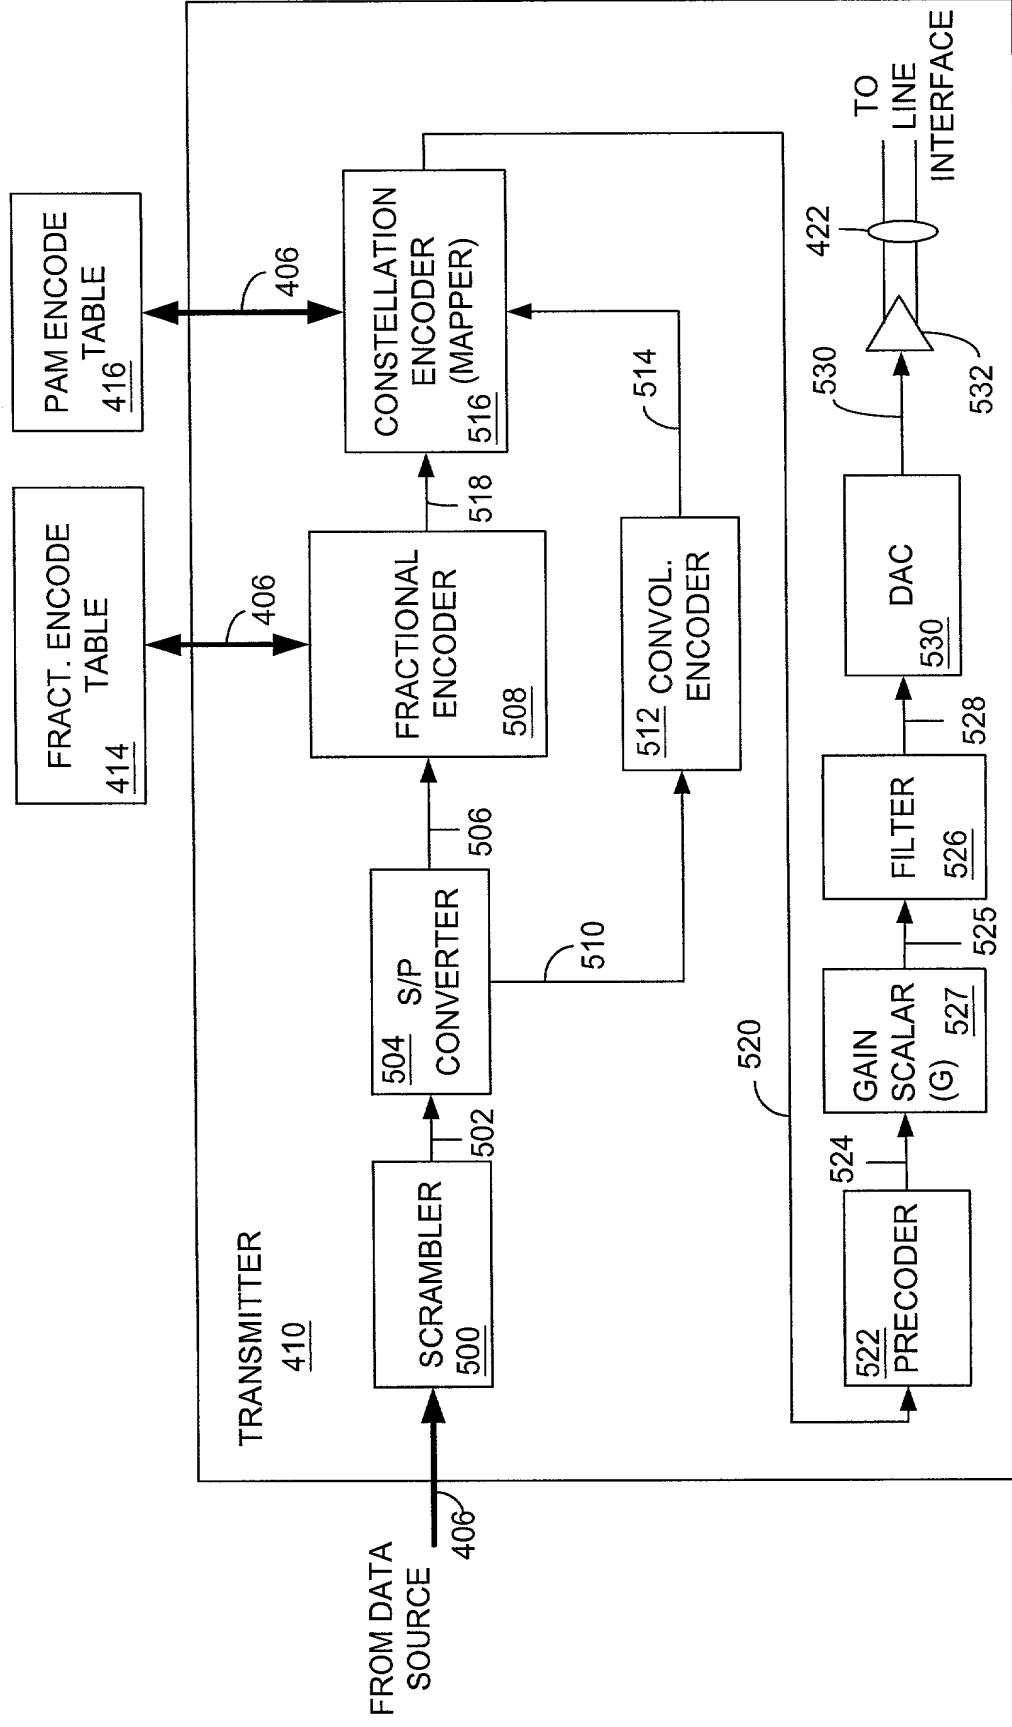 FRACT. ENCODE
TABLE
414
PAM ENCODE
TABLE
416
406
406
TRANSMITTER
410
FROM DATA
SOURCE
406
SCRAMBLER
500
502
504 S/P
CONVERTER
506
510
FRACTIONAL
ENCODER
508
518
CONSTELLATION
ENCODER
(MAPPER)
516
512 CONVOL.
ENCODER
514
520
522
PRECODER
524
GAIN
SCALAR
(G) 527
525
FILTER
526
528
DAC
530
530
532
422
TO
LINE
INTERFACE